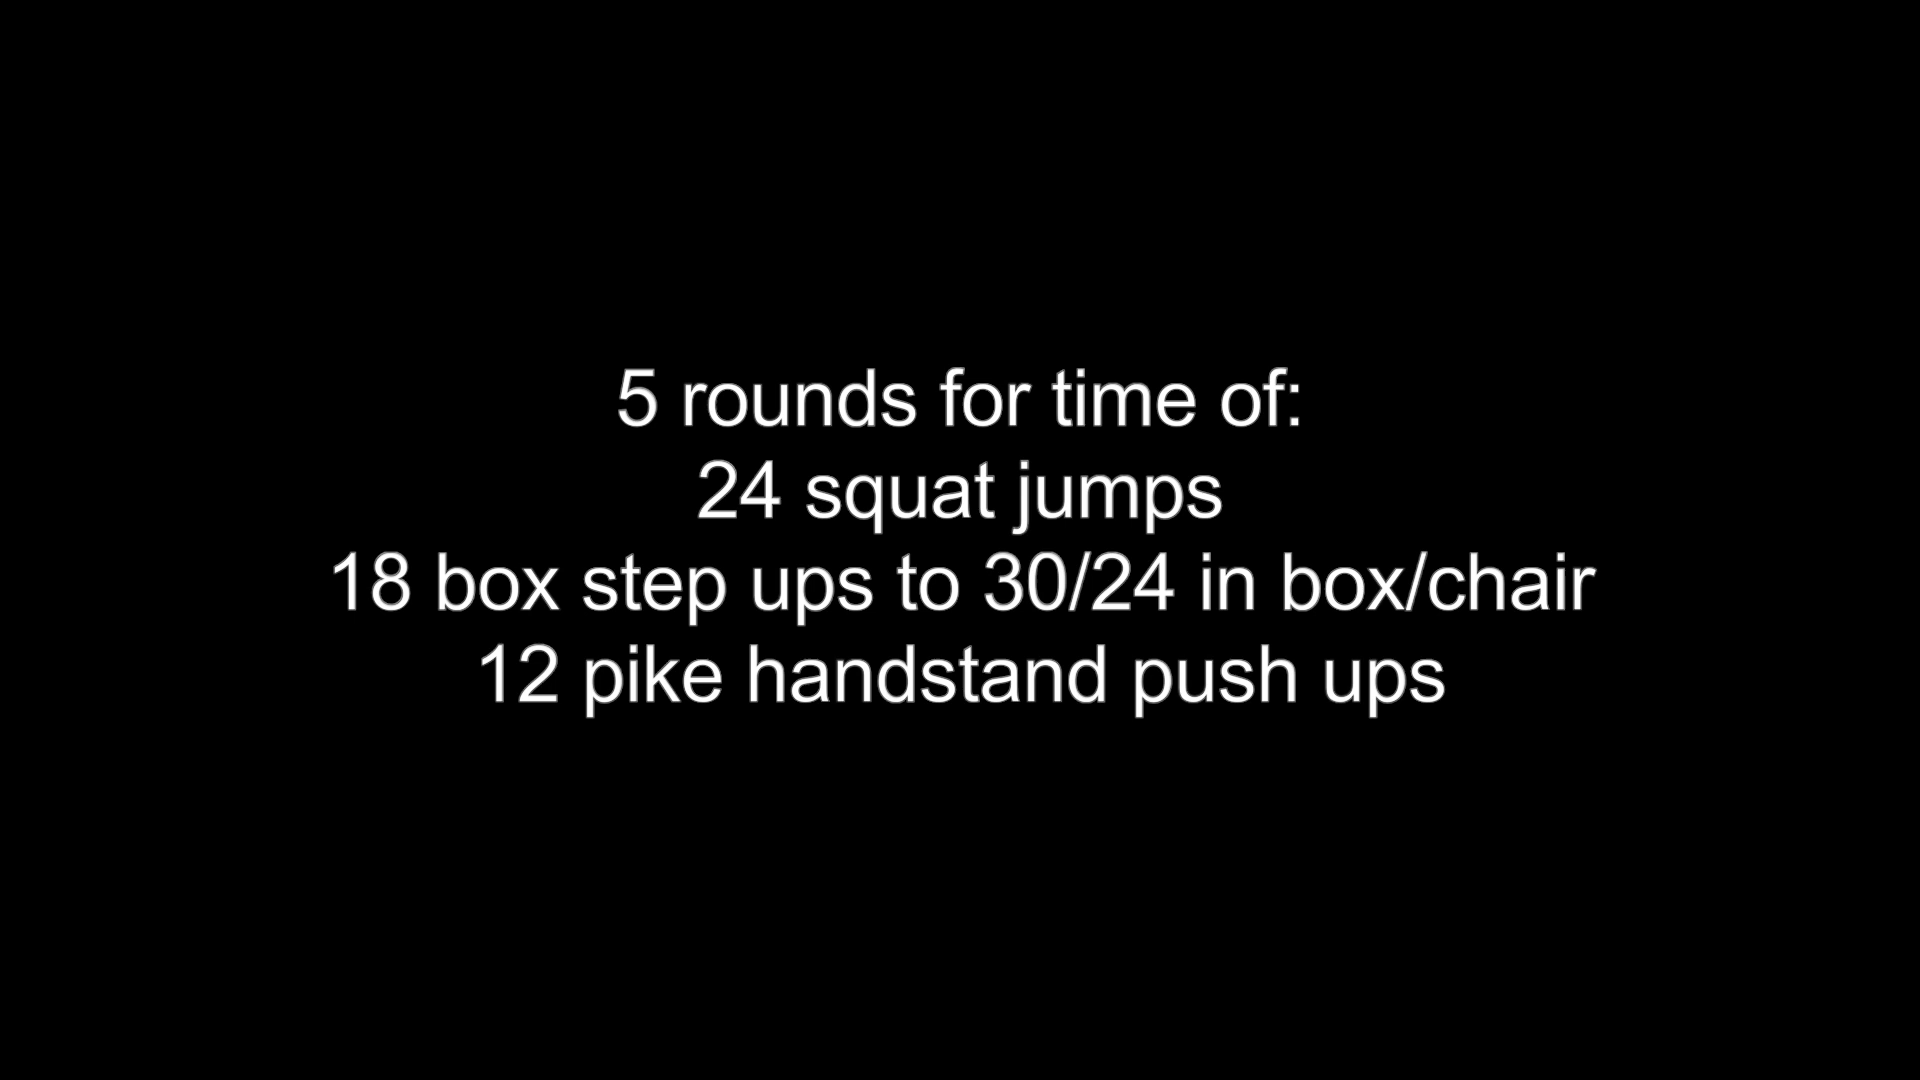 5 rounds for time of:
24 squat jumps
18 box step ups to 30/24 in box/chair
12 pike handstand push ups